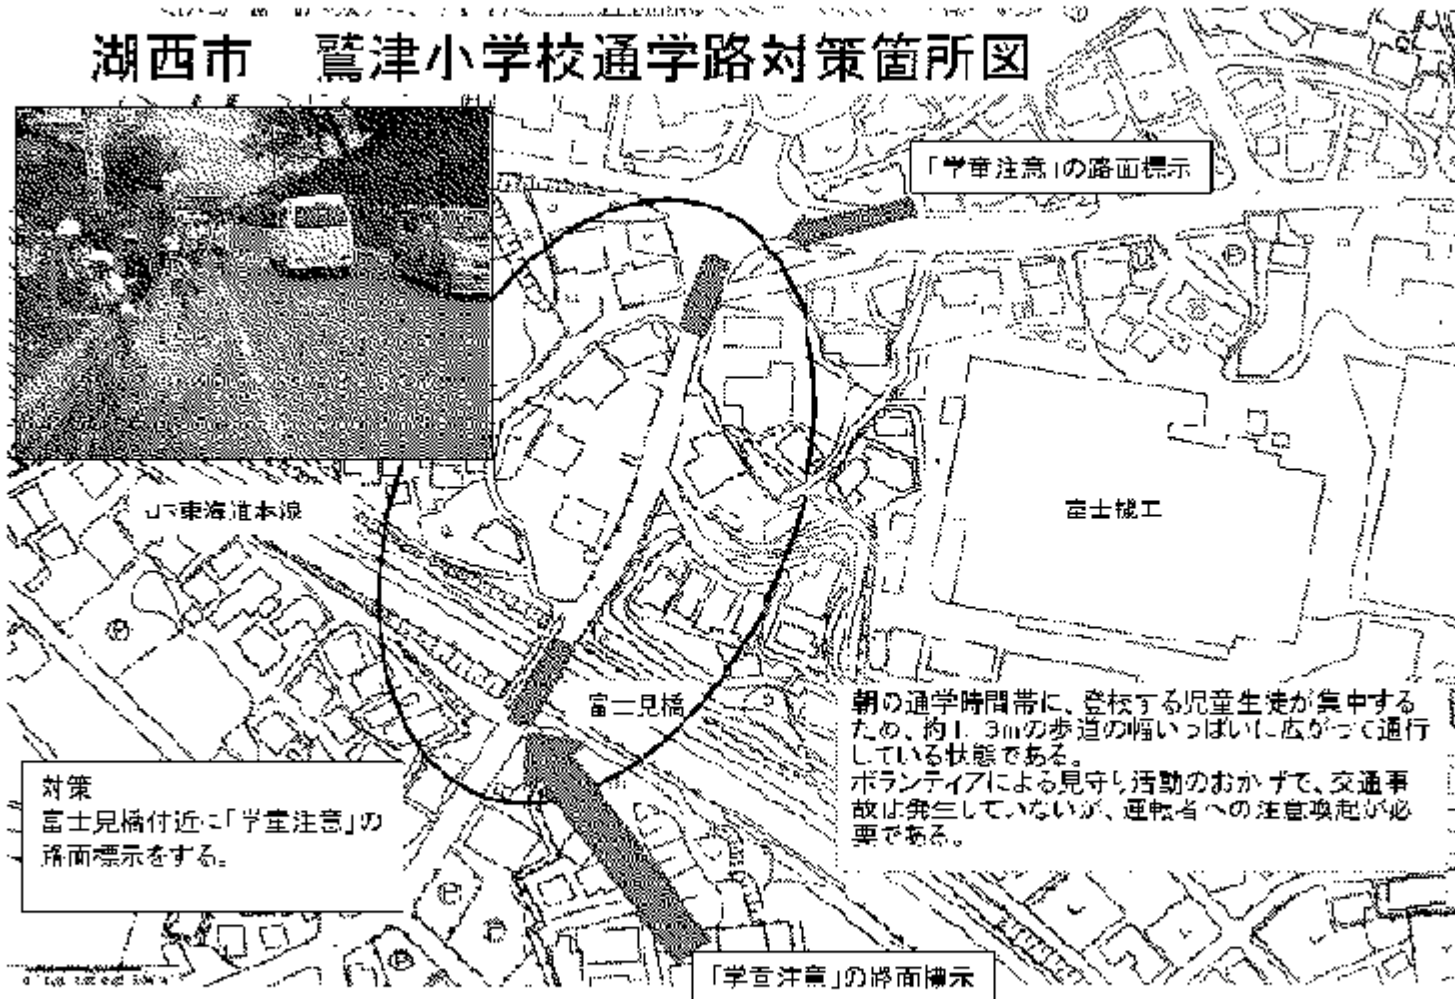 湖西市　鷲津小学校通学路対策箇所図
「学童注意」の路面標示
JR東海道本線
富士機工
富士見橋
朝の通学時間帯に、登校する児童生徒が集中する
ため、約1.3mの歩道の幅いっぱいに広がって通行
している状態である。
ボランティアによる見守り活動のおかげで、交通事
故は発生していないが、運転者への注意喚起が必
要である。
対策
富士見橋付近に「学童注意」の
路面標示をする。
「学童注意」の路面標示